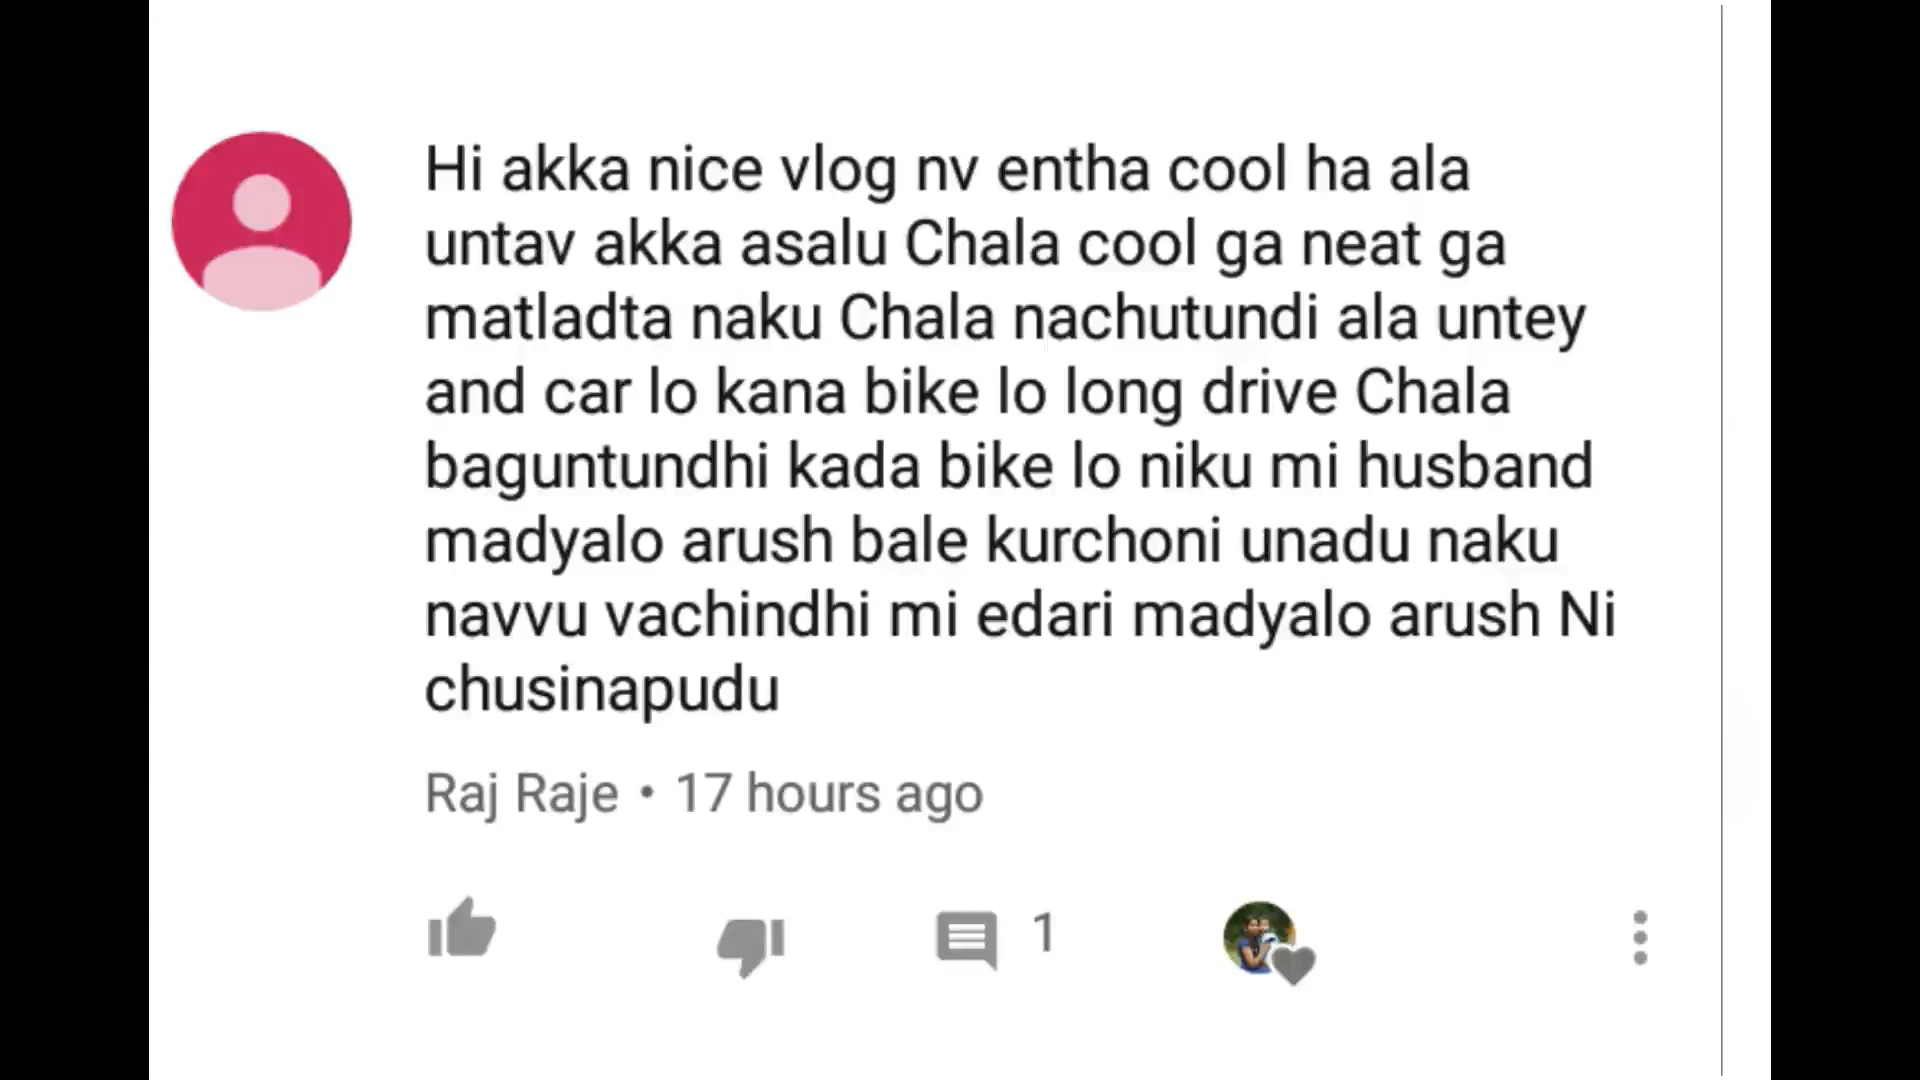 Hi akka nice vlog nv entha cool ha ala
untav akka asalu Chala cool ga neat ga
matladta naku Chala nachutundi ala untey
and car lo kana bike lo long drive Chala
baguntundhi kada bike lo niku mi husband
madyalo arush bale kurchoni unadu naku
navvu vachindhi mi edari madyalo arush Ni
chusinapudu
Raj Raje • 17 hours ago
1